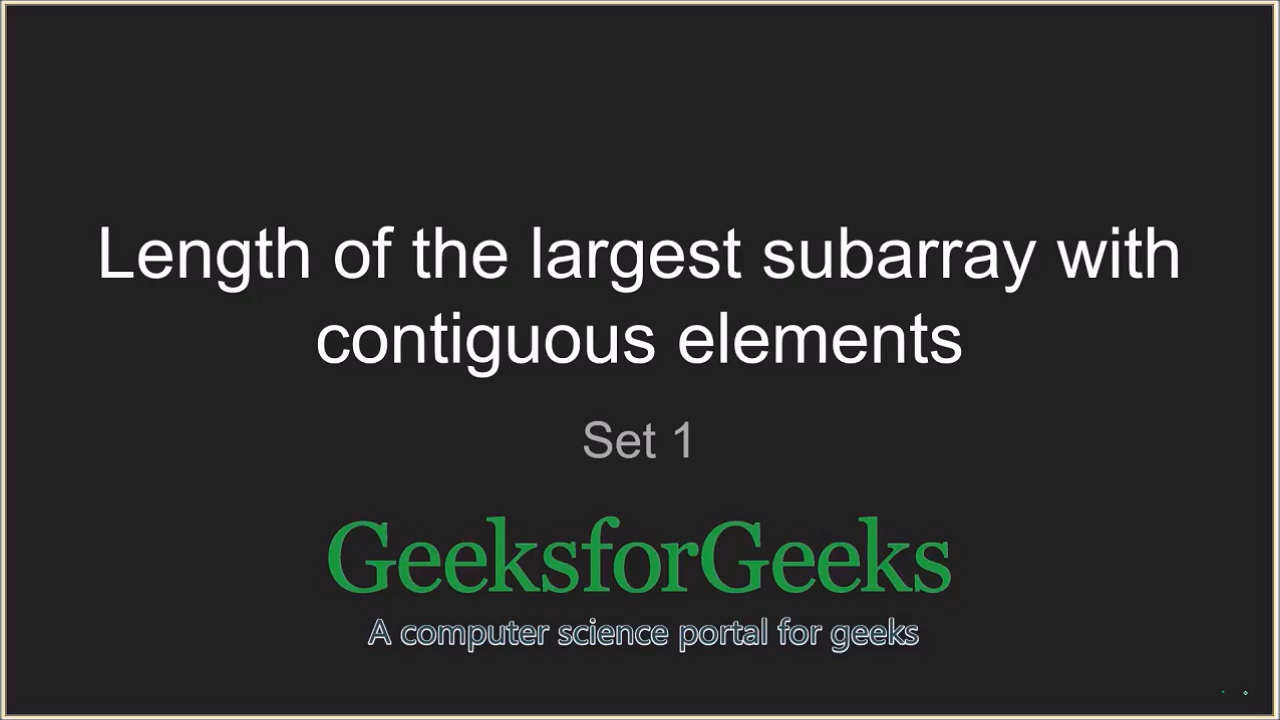 Length of the largest subarray with
contiguous elements
Set 1
GeeksforGeeks
A computer science portal for geeks